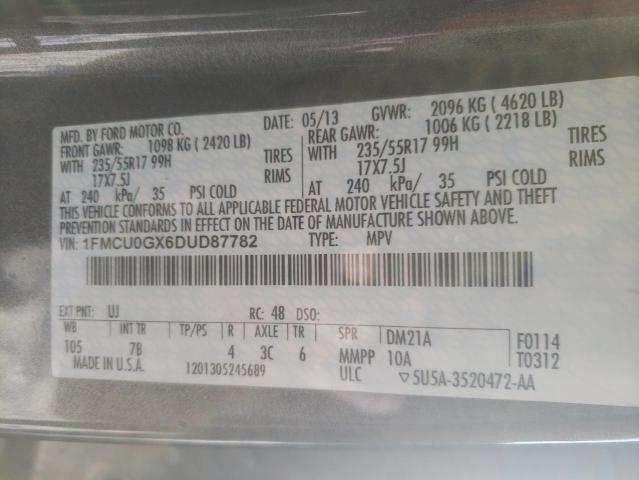 MFD. BY FORD MOTOR CO.
DATE: 05/13 GVWR: 2096 KG ( 4620 LB)
FRONT GAWR: 1098 KG ( 2420 LB)
REAR GAWR: 1006 KG ( 2218 LB)
WITH 235/55R17 99H TIRES
WITH 235/55R17 99H TIRES
17X7.5J RIMS
17X7.5J RIMS
AT 240 kPa/ 35 PSI COLD
AT 240 kPa/ 35 PSI COLD
THIS VEHICLE CONFORMS TO ALL APPLICABLE FEDERAL MOTOR VEHICLE SAFETY AND THEFT
PREVENTION STANDARDS IN EFFECT ON THE DATE OF MANUFACTURE SHOWN ABOVE.
VIN: 1FMCU0GX6DUD87782 TYPE: MPV
EXT PNT: UJ RC: 48 DSO:
WB INT TR TP/PS R AXLE TR SPR DM21A F0114
105 7B 4 3C 6 MMPP 10A T0312
MADE IN U.S.A. 1201305245689 ULC ▽5U5A-3520472-AA